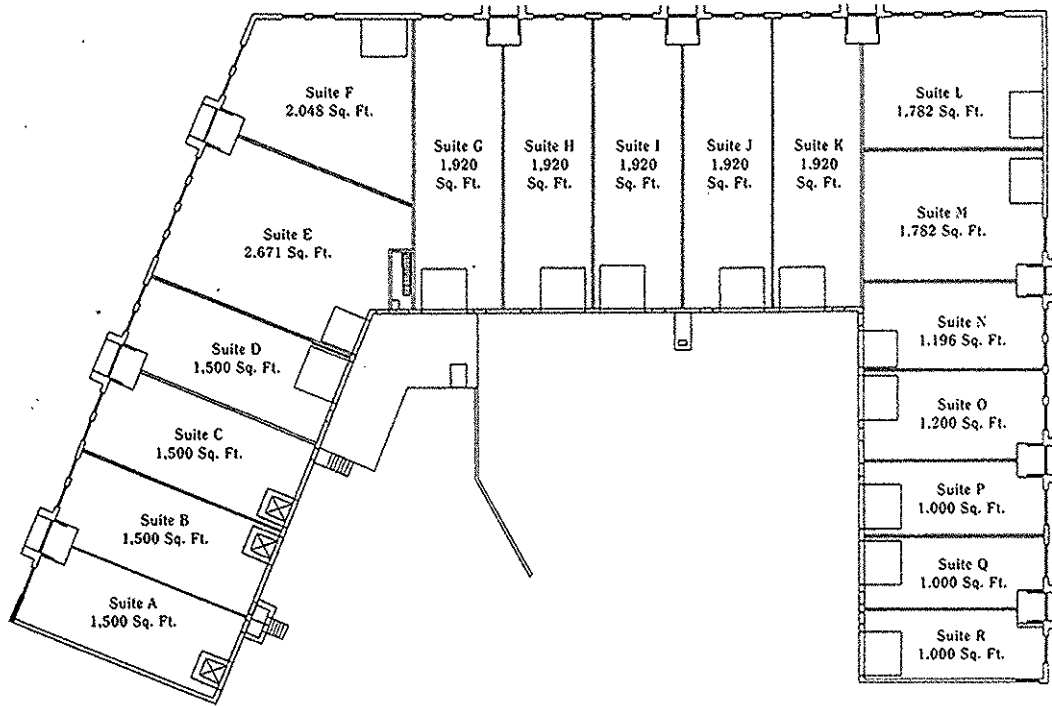 Suite F
2.048 Sq. Ft.
Suite G
1,920
Sq. Ft.
Suite H
1,920
Sq. Ft.
Suite I
1,920
Sq. Ft.
Suite J
1,920
Sq. Ft.
Suite K
1,920
Sq. Ft.
Suite L
1.782 Sq. Ft.
Suite M
1.782 Sq. Ft.
Suite E
2.671 Sq. Ft.
Suite D
1.500 Sq. Ft.
Suite N
1.196 Sq. Ft.
Suite O
1.200 Sq. Ft.
Suite C
1,500 Sq. Ft.
Suite P
1.000 Sq. Ft.
Suite B
1,500 Sq. Ft.
Suite Q
1.000 Sq. Ft.
Suite A
1,500 Sq. Ft.
Suite R
1.000 Sq. Ft.